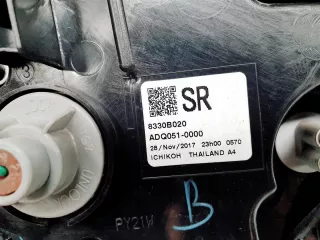 SR
8330B020
ADQ051-0000
28/Nov/2017 23h00 0570
ICHIKOH THAILAND A4
B
PY21W